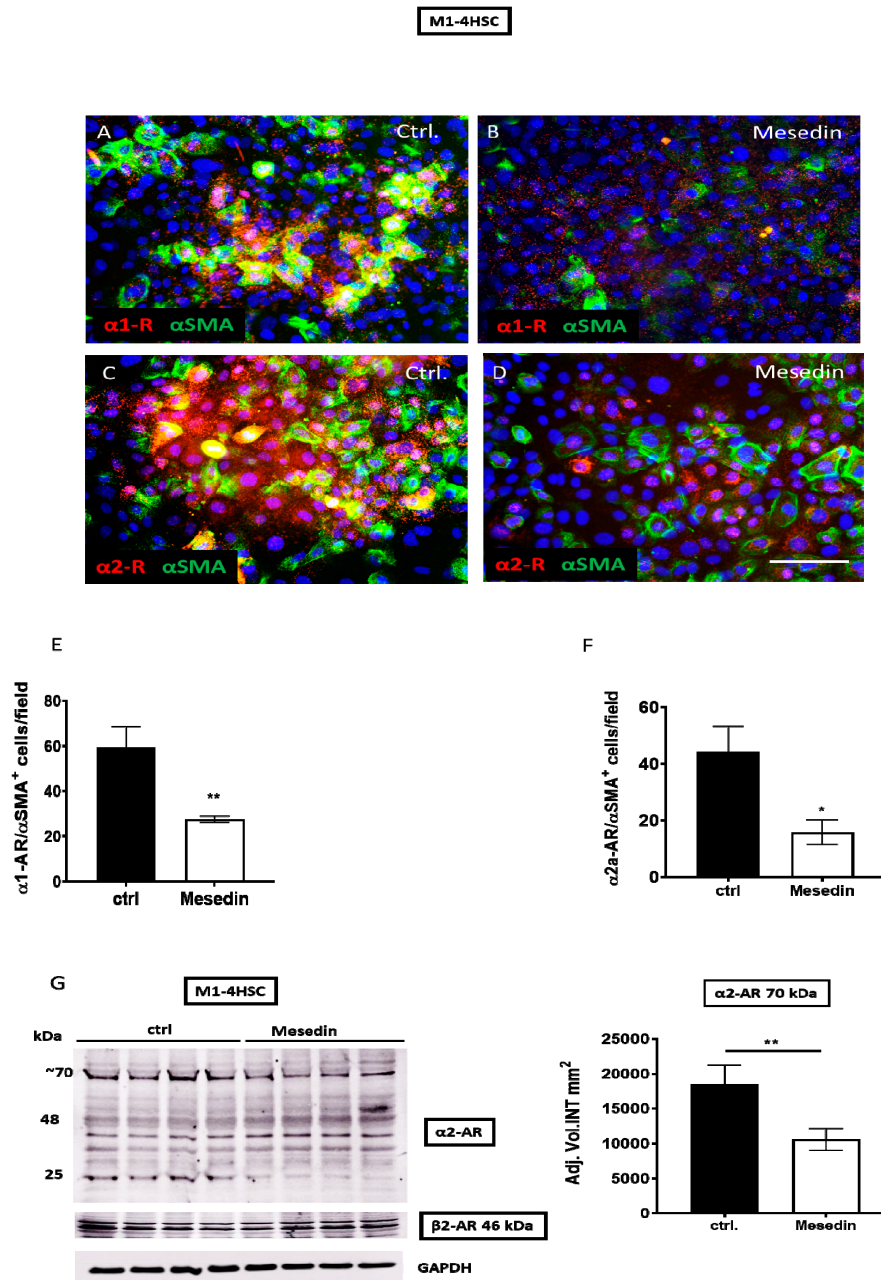 M1-4HSC
A Ctrl.
α1-R αSMA
B Mesedin
α1-R αSMA
C Ctrl.
α2-R αSMA
D Mesedin
α2-R αSMA
E
α1-AR/αSMA⁺ cells/field
80
60
40
20
0
**
ctrl Mesedin
F
α2a-AR/αSMA⁺ cells/field
60
40
20
0
*
ctrl Mesedin
G
M1-4HSC
kDa
ctrl Mesedin
~70
48
25
α2-AR
β2-AR 46 kDa
GAPDH
α2-AR 70 kDa
Adj. Vol.INT mm²
25000
20000
15000
10000
5000
0
**
ctrl. Mesedin